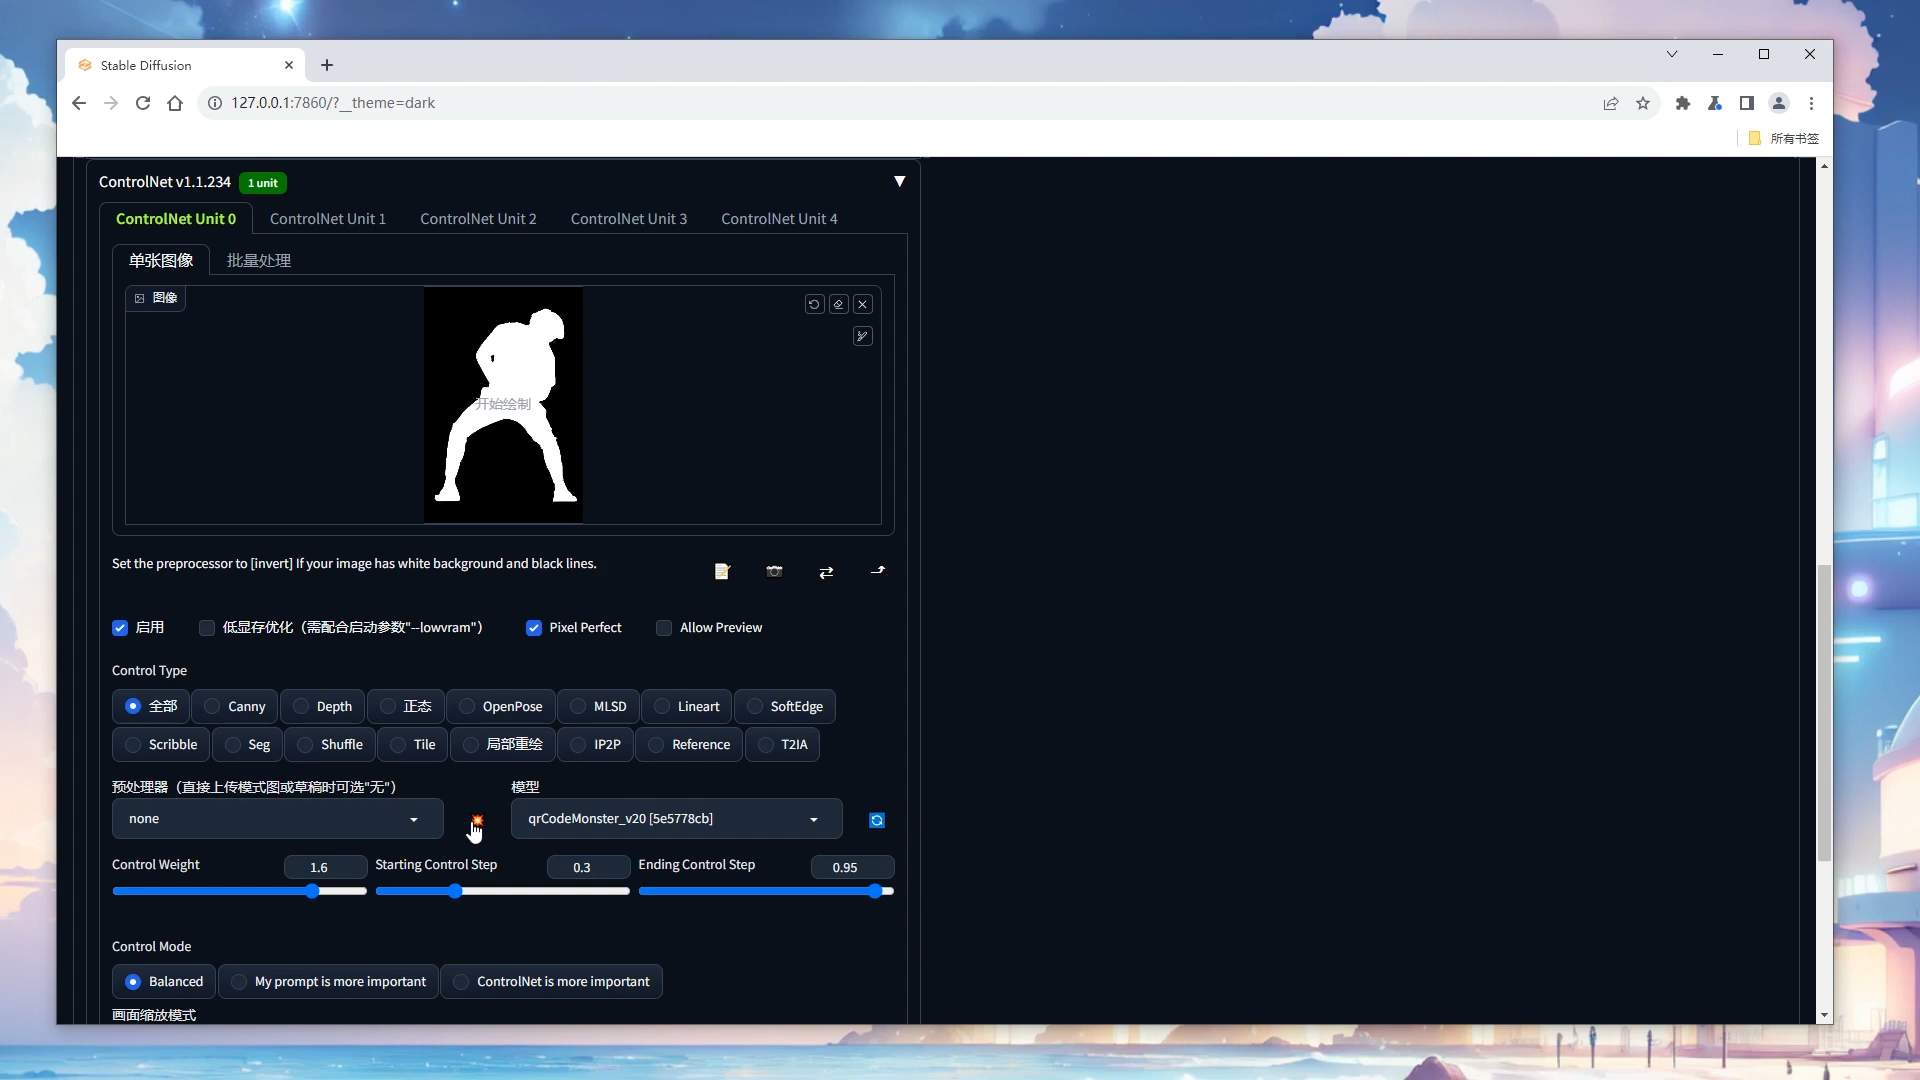 Stable Diffusion
127.0.0.1:7860/?__theme=dark
所有书签
ControlNet v1.1.234 1 unit
ControlNet Unit 0 ControlNet Unit 1 ControlNet Unit 2 ControlNet Unit 3 ControlNet Unit 4
单张图像 批量处理
图像
开始绘制
Set the preprocessor to [invert] If your image has white background and black lines.
启用 低显存优化（需配合启动参数"--lowvram"） Pixel Perfect Allow Preview
Control Type
全部 Canny Depth 正态 OpenPose MLSD Lineart SoftEdge
Scribble Seg Shuffle Tile 局部重绘 IP2P Reference T2IA
预处理器（直接上传模式图或草稿时可选"无"） 模型
none qrCodeMonster_v20 [5e5778cb]
Control Weight 1.6 Starting Control Step 0.3 Ending Control Step 0.95
Control Mode
Balanced My prompt is more important ControlNet is more important
画面缩放模式